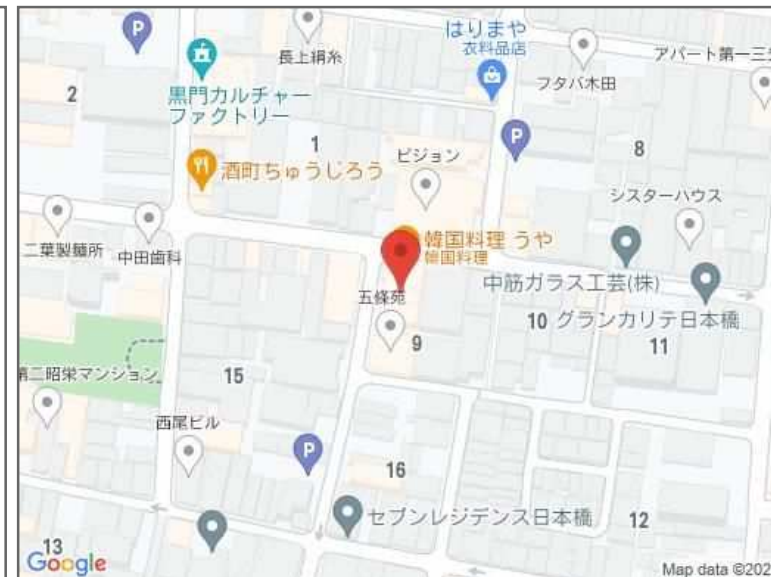 はりまや
衣料品店
長上絹糸
P
アパート第一三
フタバ木田
2
黒門カルチャー
ファクトリー
1
P
8
ビジョン
酒町ちゅうじろう
シスターハウス
韓国料理 うや
韓国料理
二葉製麺所
中田歯科
中筋ガラス工芸(株)
五條苑
9
10
グランカリテ日本橋
11
15
第二昭栄マンション
西尾ビル
P
16
セブンレジデンス日本橋
12
13
Google
Map data ©202